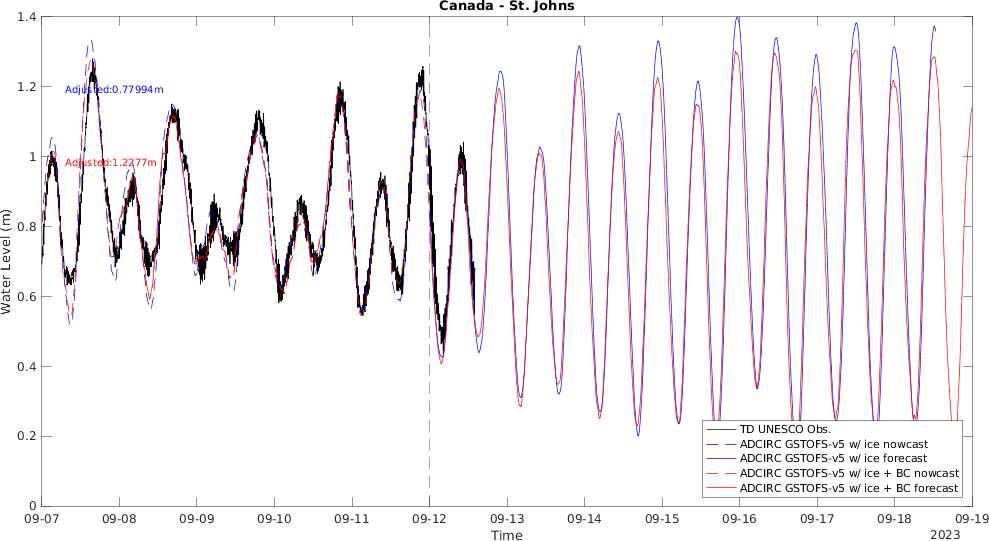 Canada - St. Johns
1.4
1.2
1
0.8
0.6
0.4
0.2
0
Water Level (m)
Adjusted:0.77994m
Adjusted:1.2277m
TD UNESCO Obs.
ADCIRC GSTOFS-v5 w/ ice nowcast
ADCIRC GSTOFS-v5 w/ ice forecast
ADCIRC GSTOFS-v5 w/ ice + BC nowcast
ADCIRC GSTOFS-v5 w/ ice + BC forecast
09-07 09-08 09-09 09-10 09-11 09-12 09-13 09-14 09-15 09-16 09-17 09-18 09-19
Time
2023